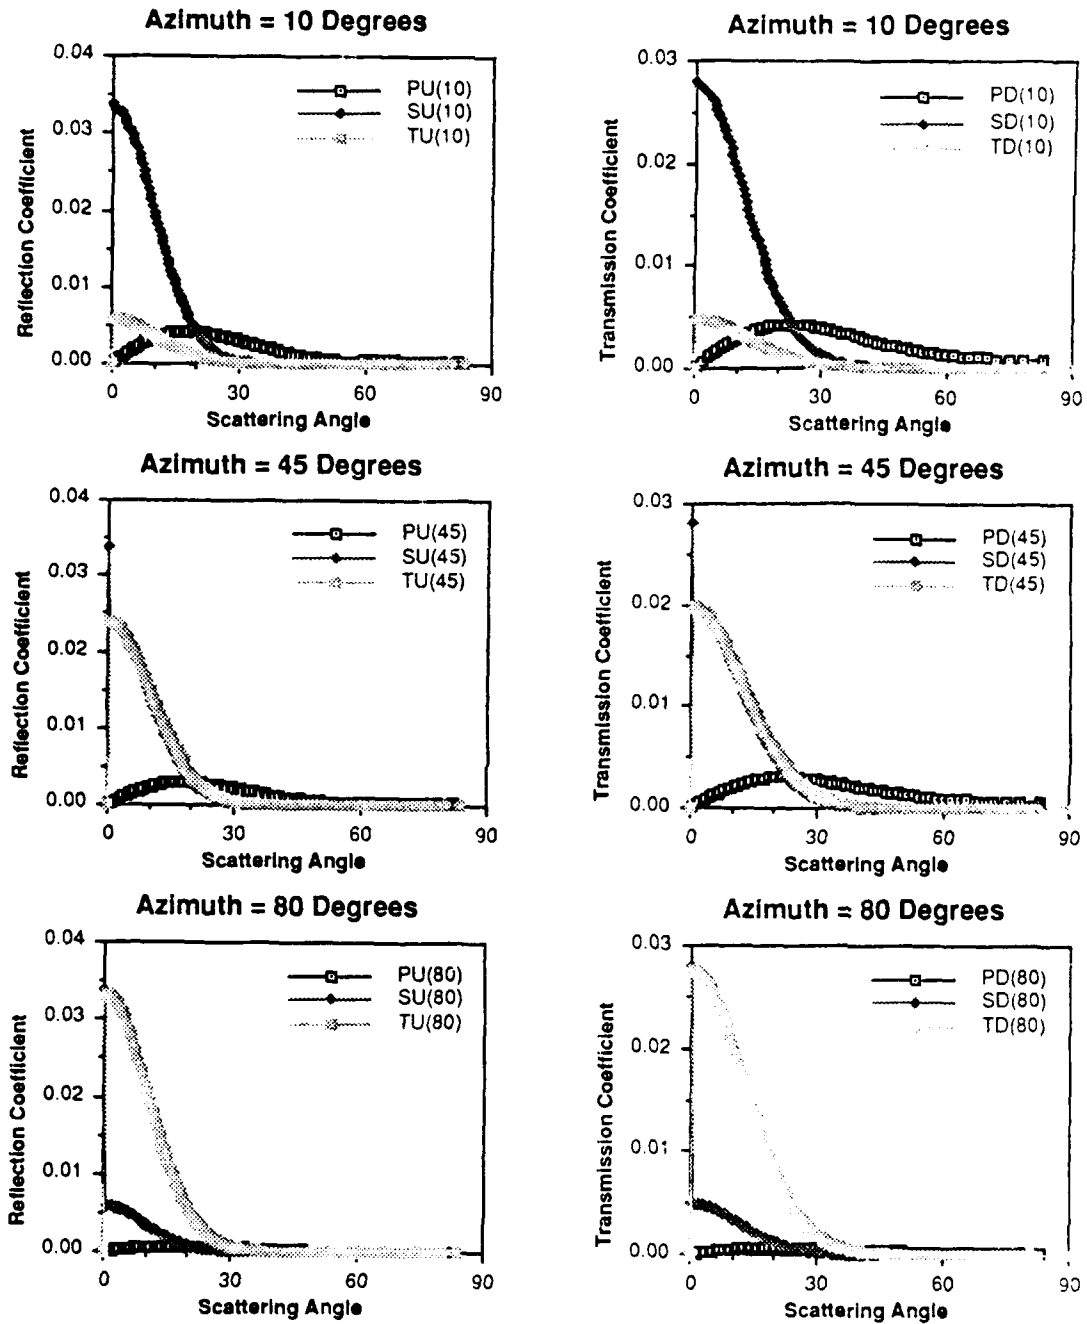 Azimuth = 10 Degrees
0.04
0.03
0.02
0.01
0.00
Reflection Coefficient
PU(10)
SU(10)
TU(10)
0 30 60 90
Scattering Angle
Azimuth = 10 Degrees
0.03
0.02
0.01
0.00
Transmission Coefficient
PD(10)
SD(10)
TD(10)
0 30 60 90
Scattering Angle
Azimuth = 45 Degrees
0.04
0.03
0.02
0.01
0.00
Reflection Coefficient
PU(45)
SU(45)
TU(45)
0 30 60 90
Scattering Angle
Azimuth = 45 Degrees
0.03
0.02
0.01
0.00
Transmission Coefficient
PD(45)
SD(45)
TD(45)
0 30 60 90
Scattering Angle
Azimuth = 80 Degrees
0.04
0.03
0.02
0.01
0.00
Reflection Coefficient
PU(80)
SU(80)
TU(80)
0 30 60 90
Scattering Angle
Azimuth = 80 Degrees
0.03
0.02
0.01
0.00
Transmission Coefficient
PD(80)
SD(80)
TD(80)
0 30 60 90
Scattering Angle